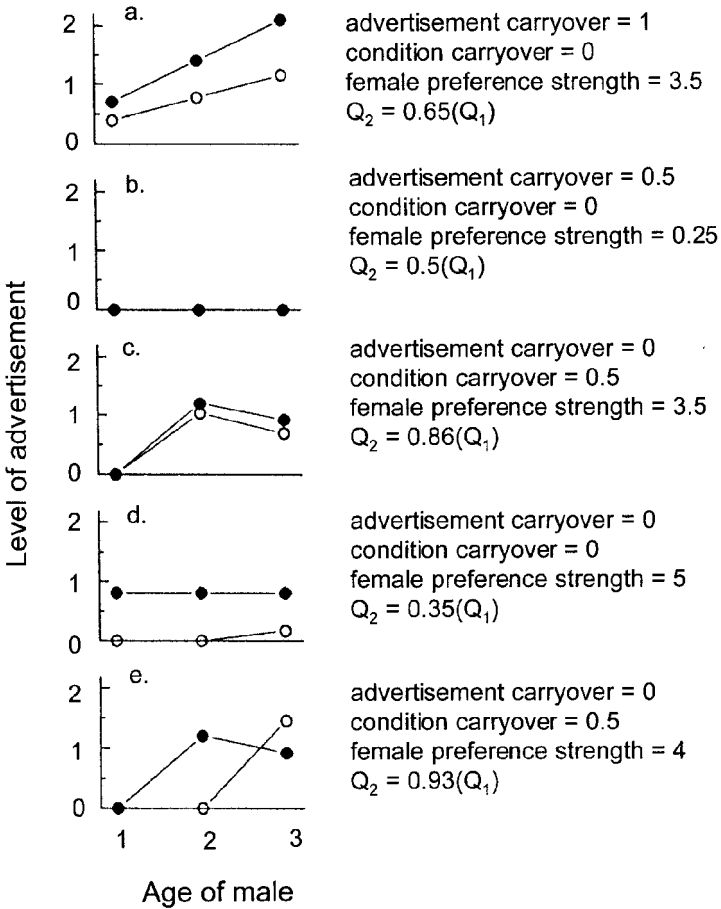 a.
2
1
0
advertisement carryover = 1
condition carryover = 0
female preference strength = 3.5
Q₂ = 0.65(Q₁)
b.
2
1
0
advertisement carryover = 0.5
condition carryover = 0
female preference strength = 0.25
Q₂ = 0.5(Q₁)
c.
2
1
0
advertisement carryover = 0
condition carryover = 0.5
female preference strength = 3.5
Q₂ = 0.86(Q₁)
d.
2
1
0
advertisement carryover = 0
condition carryover = 0
female preference strength = 5
Q₂ = 0.35(Q₁)
e.
2
1
0
advertisement carryover = 0
condition carryover = 0.5
female preference strength = 4
Q₂ = 0.93(Q₁)
1 2 3
Level of advertisement
Age of male